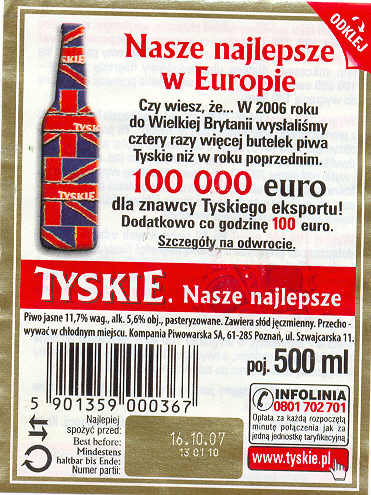 ODKLEJ
Nasze najlepsze
w Europie
Czy wiesz, że... W 2006 roku
do Wielkiej Brytanii wysłaliśmy
cztery razy więcej butelek piwa
Tyskie niż w roku poprzednim.
100 000 euro
dla znawcy Tyskiego eksportu!
Dodatkowo co godzinę 100 euro.
Szczegóły na odwrocie.
TYSKIE
TYSKIE
TYSKIE
TYSKIE. Nasze najlepsze
Piwo jasne 11,7% wag., alk. 5,6% obj., pasteryzowane. Zawiera słód jęczmienny. Przecho-
wywać w chłodnym miejscu. Kompania Piwowarska SA, 61-285 Poznań, ul. Szwajcarska 11.
poj. 500 ml
5 901359 000367
INFOLINIA
0801 702 701
Opłata za każdą rozpoczętą
minutę połączenia jak za
jedną jednostkę taryfikacyjną
www.tyskie.pl
Najlepiej
spożyć przed:
Best before:
Mindestens
haltbar bis Ende:
Numer partii:
16.10.07
13 01 10